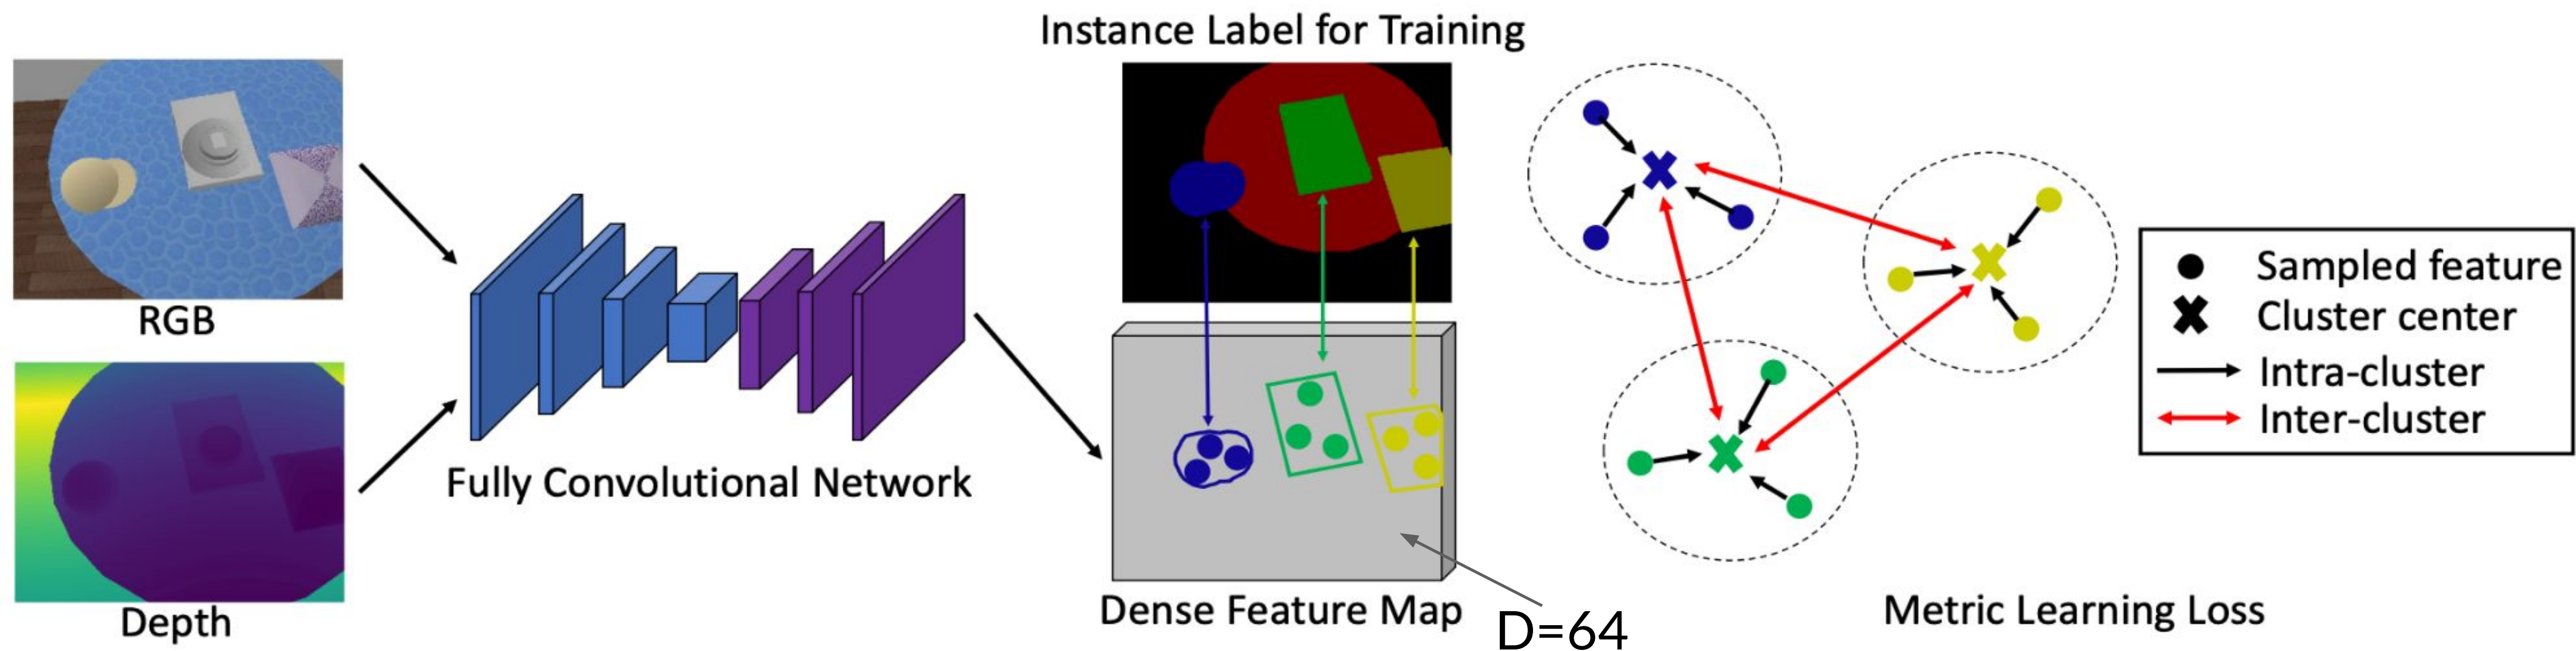 RGB
Depth
Fully Convolutional Network
Instance Label for Training
Dense Feature Map
D=64
Sampled feature
Cluster center
Intra-cluster
Inter-cluster
Metric Learning Loss